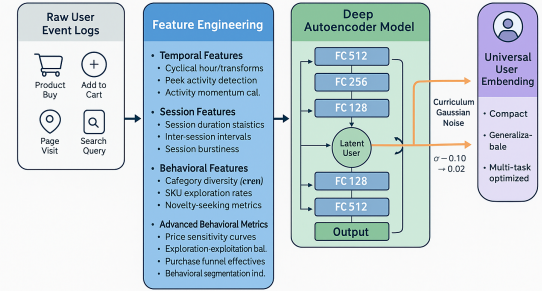 Raw User
Event Logs
Product
Buy
Add to
Cart
Page
Visit
Search
Query
Feature Engineering
• Temporal Features
• Cyclical hour/transforms
• Peek activity detection
• Activity momentum cal.
• Session Features
• Session duration stastics
• Inter-session intervals
• Session burstiness
• Behavioral Features
• Category diversity (cren)
• SKU exploration rates
• Novelty-seeking metrics
Advanced Behavioral Metrics
• Price sensitivity curves
• Exploration-exploitation bal.
• Purchase funnel effectives
• Behavioral segmentation ind.
Deep
Autoencoder Model
FC 512
FC 256
FC 128
Latent
User
FC 128
FC 512
Output
Curriculum
Gaussian
Noise
σ – 0.10
→ 0.02
Universal
User
Embending
• Compact
• Generaliza-
bale
• Multi-task
optimized